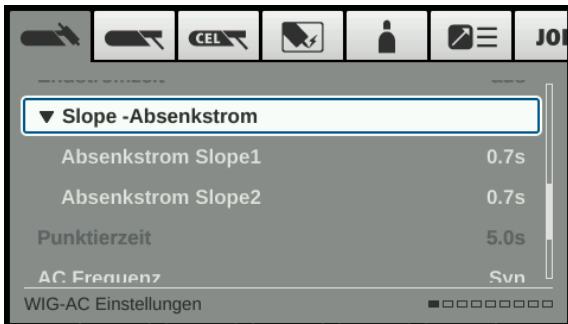 CEL
JOB
Slope -Absenkstrom
Absenkstrom Slope1 0.7s
Absenkstrom Slope2 0.7s
Punktierzeit 5.0s
AC Frequenz Syn
WIG-AC Einstellungen